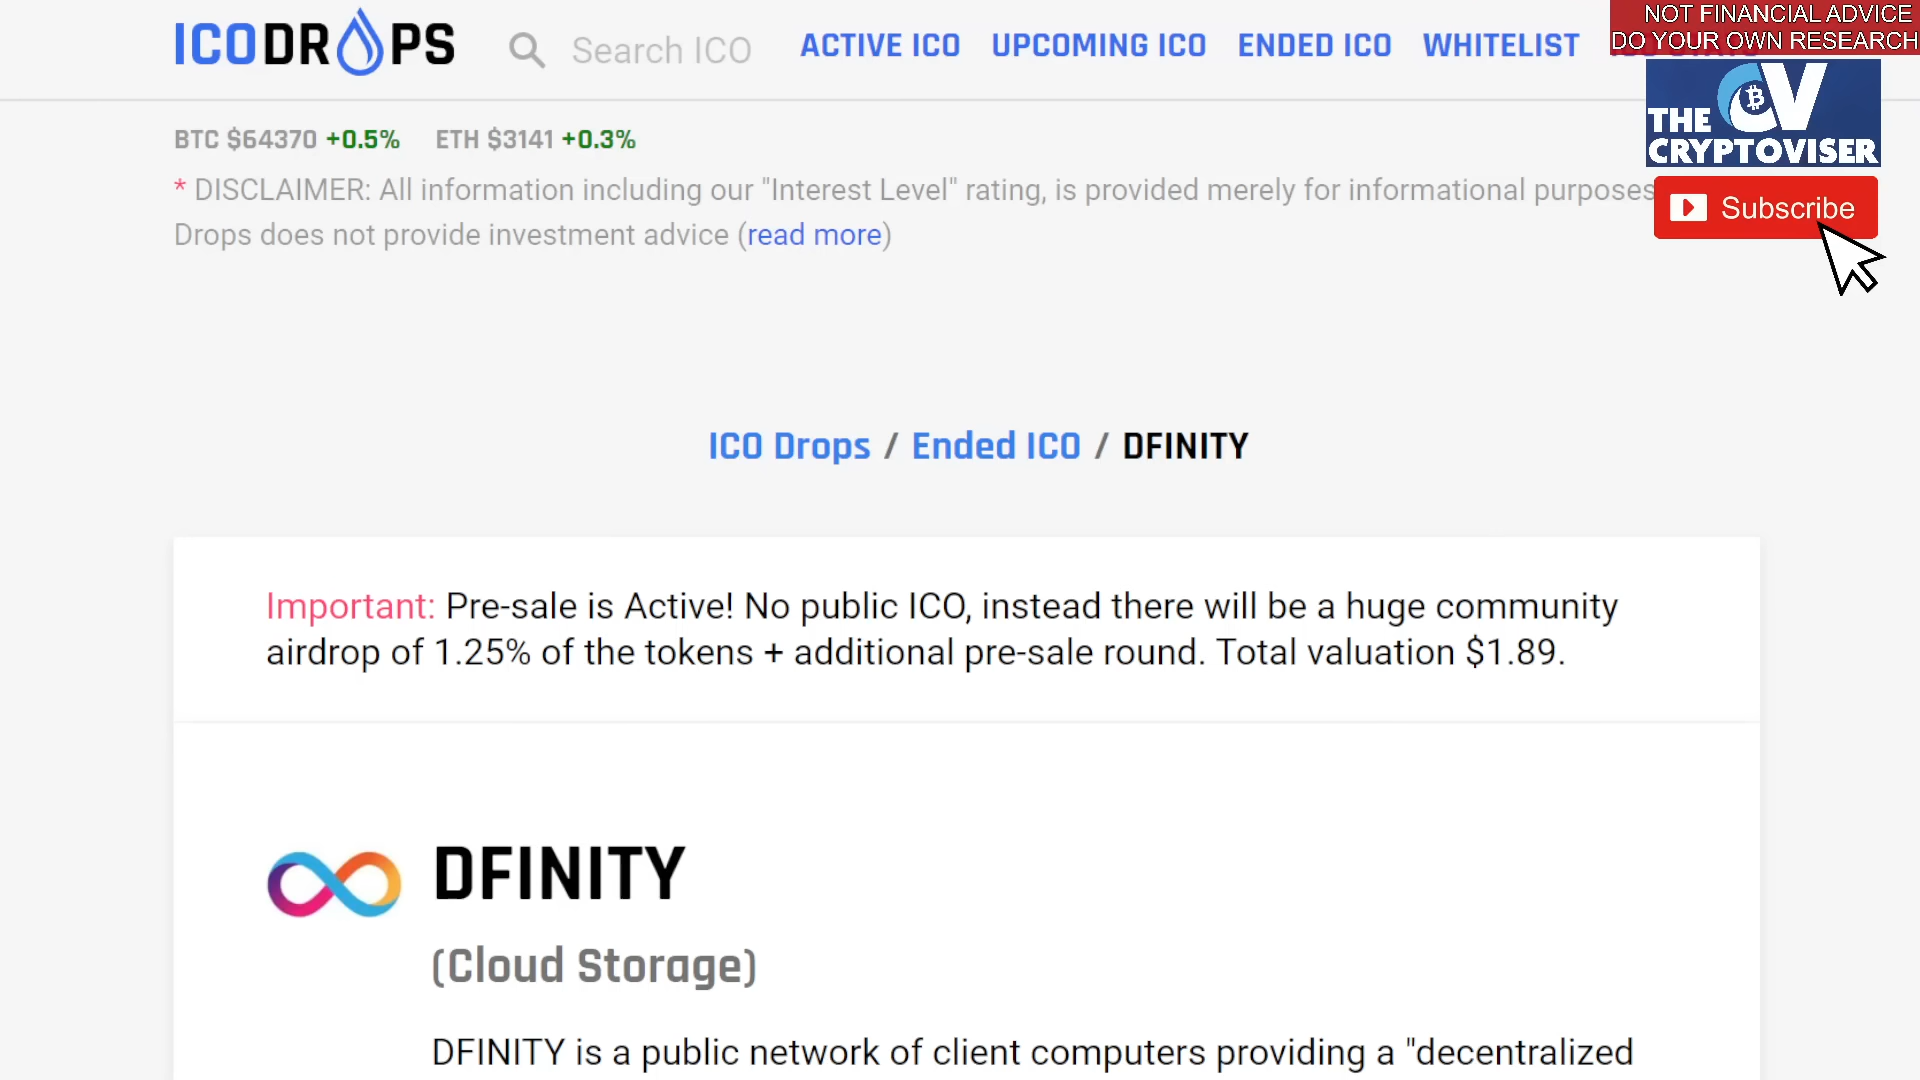 ICODROPS
Search ICO
ACTIVE ICO UPCOMING ICO ENDED ICO WHITELIST
NOT FINANCIAL ADVICE
DO YOUR OWN RESEARCH
THE CV
CRYPTOVISER
Subscribe
BTC $64370 +0.5% ETH $3141 +0.3%
* DISCLAIMER: All information including our "Interest Level" rating, is provided merely for informational purposes
Drops does not provide investment advice (read more)
ICO Drops / Ended ICO / DFINITY
Important: Pre-sale is Active! No public ICO, instead there will be a huge community
airdrop of 1.25% of the tokens + additional pre-sale round. Total valuation $1.89.
DFINITY
(Cloud Storage)
DFINITY is a public network of client computers providing a "decentralized